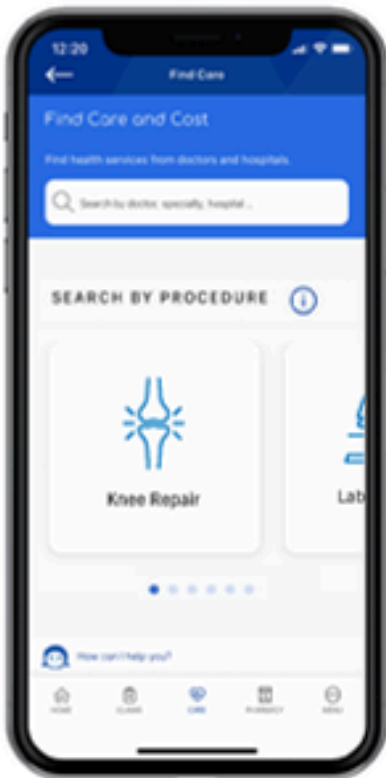 12:20
Find Care
Find Care and Cost
Find health services from doctors and hospitals.
Search by doctor, specialty, hospital ...
SEARCH BY PROCEDURE
Knee Repair
Lab
How can I help you?
HOME
CLAIMS
CARE
PHARMACY
MENU